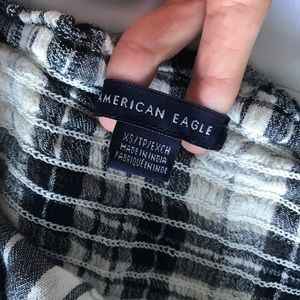 AMERICAN EAGLE
XS/TP/EXCH
MADE IN INDIA
FABRIQUE EN INDE